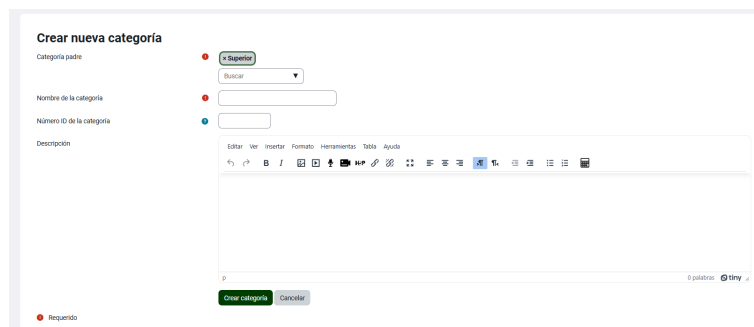 Crear nueva categoría
Categoría padre
× Superior
Buscar ▼
Nombre de la categoría
Número ID de la categoría
Descripción
Editar Ver Insertar Formato Herramientas Tabla Ayuda
B I H-P
p 0 palabras tiny
Crear categoría Cancelar
Requerido